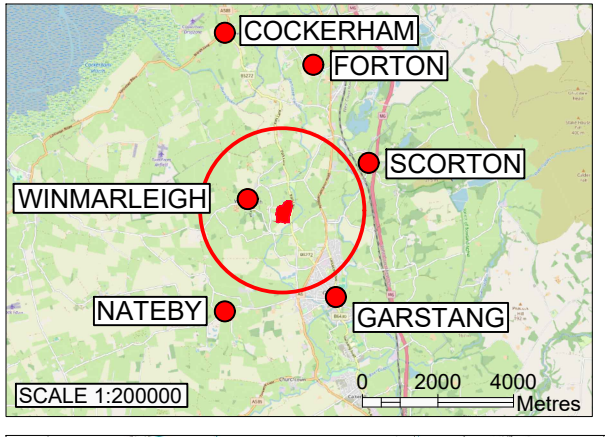 COCKERHAM
FORTON
SCORTON
WINMARLEIGH
NATEBY
GARSTANG
SCALE 1:200000
0 2000 4000
Metres